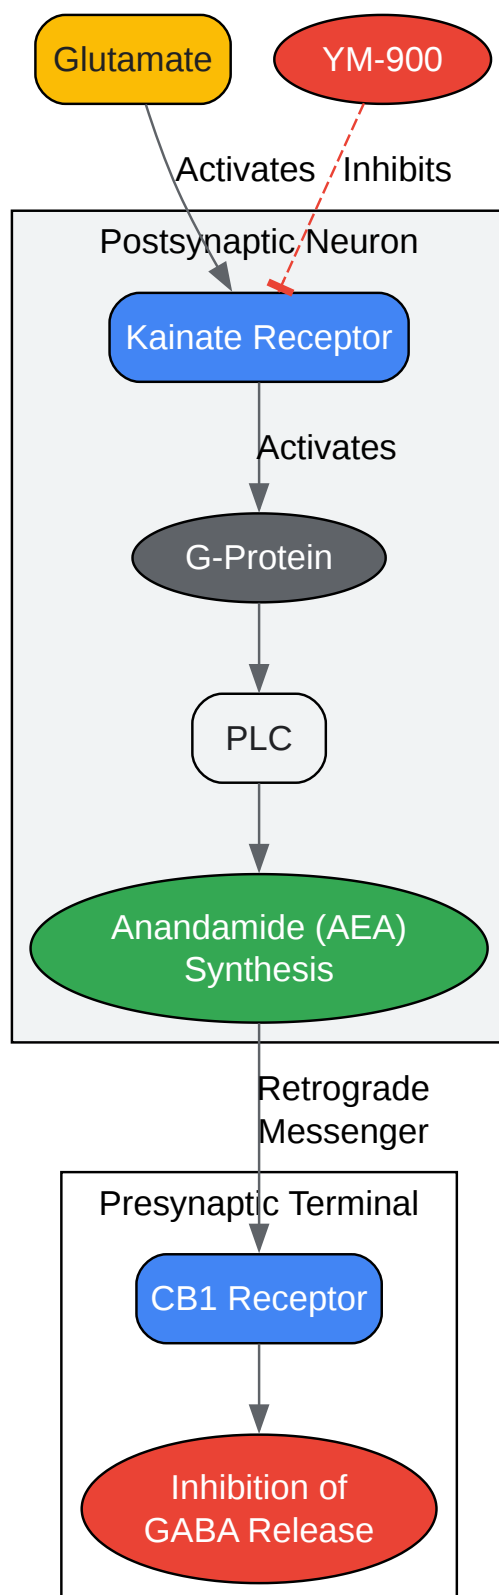 Glutamate
YM-900
Activates
Inhibits
Postsynaptic Neuron
Kainate Receptor
Activates
G-Protein
PLC
Anandamide (AEA)
Synthesis
Retrograde
Messenger
Presynaptic Terminal
CB1 Receptor
Inhibition of
GABA Release